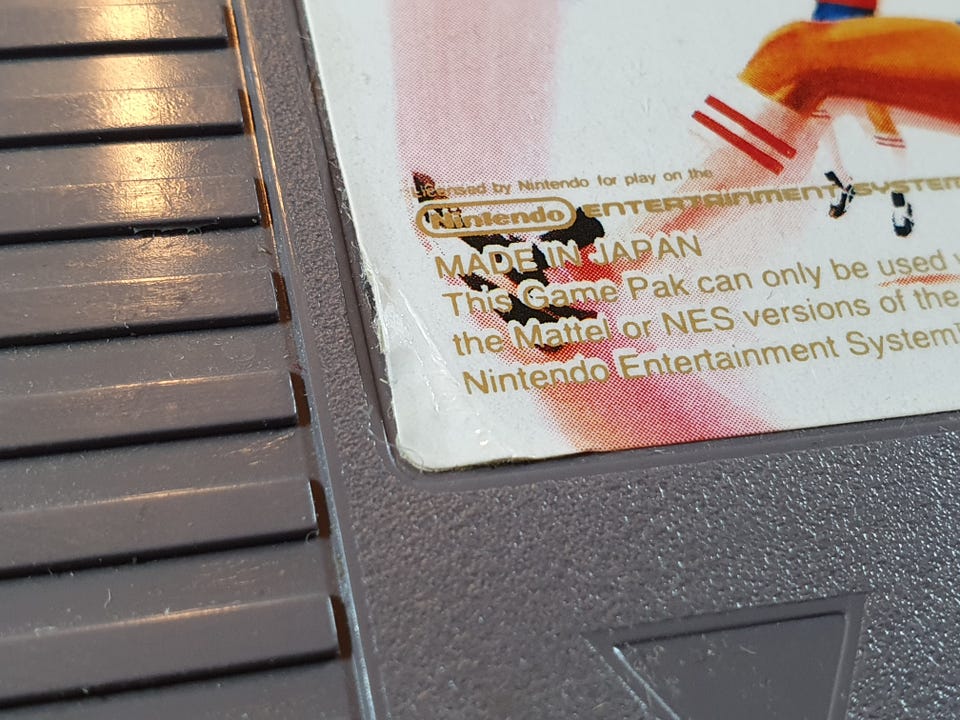 Licensed by Nintendo for play on the
Nintendo ENTERTAINMENT SYSTEM
MADE IN JAPAN
This Game Pak can only be used
the Mattel or NES versions of the
Nintendo Entertainment System™